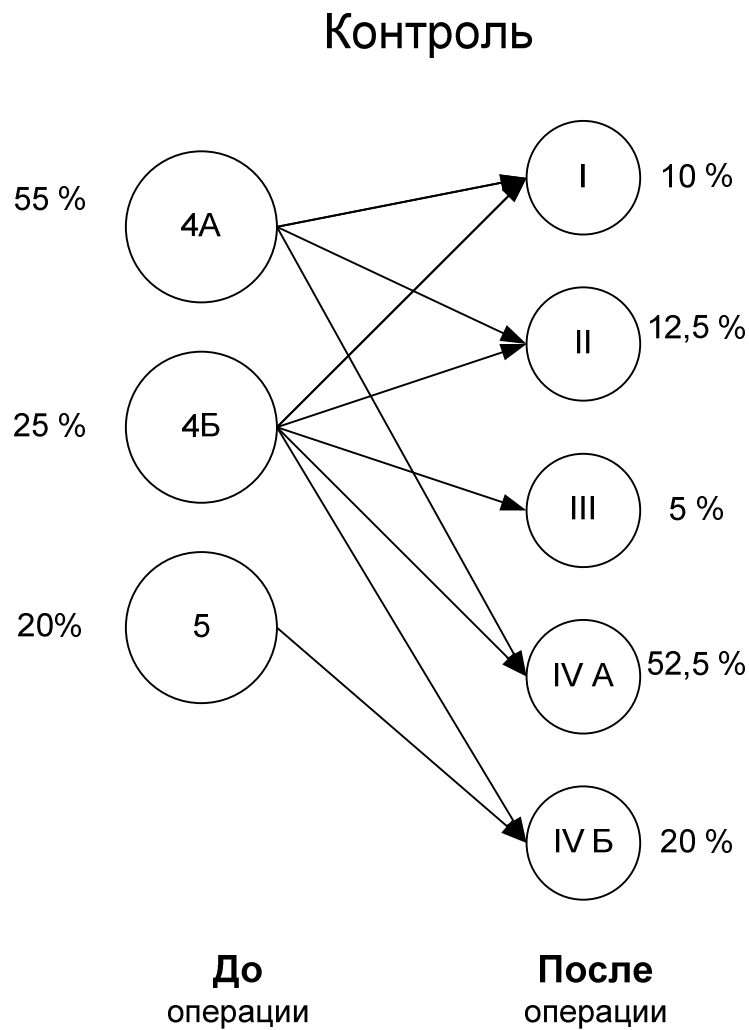 Контроль
55 %
4А
I
10 %
II
12,5 %
25 %
4Б
III
5 %
20%
5
IV А
52,5 %
IV Б
20 %
До
операции
После
операции